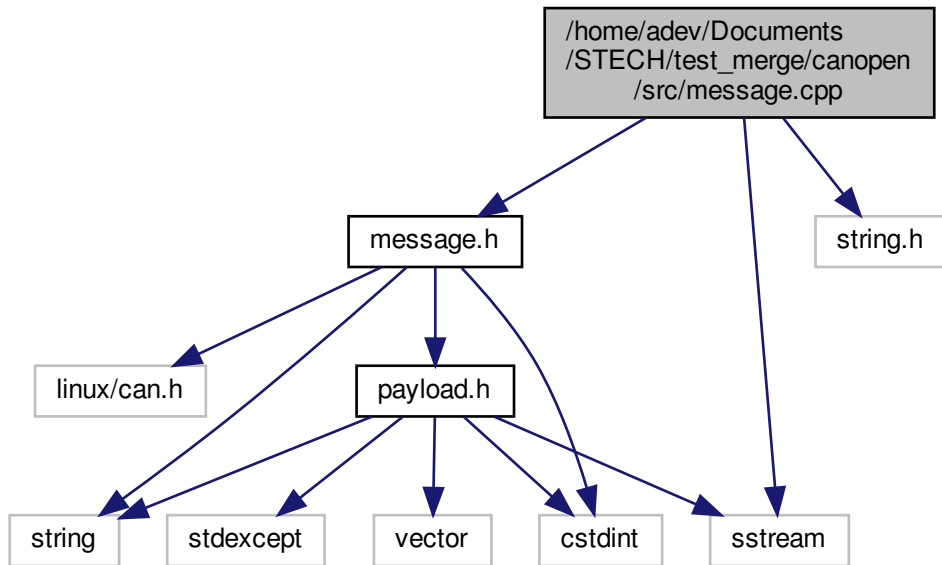 /home/adev/Documents
/STECH/test_merge/canopen
/src/message.cpp
message.h
string.h
linux/can.h
payload.h
string
stdexcept
vector
cstdint
sstream